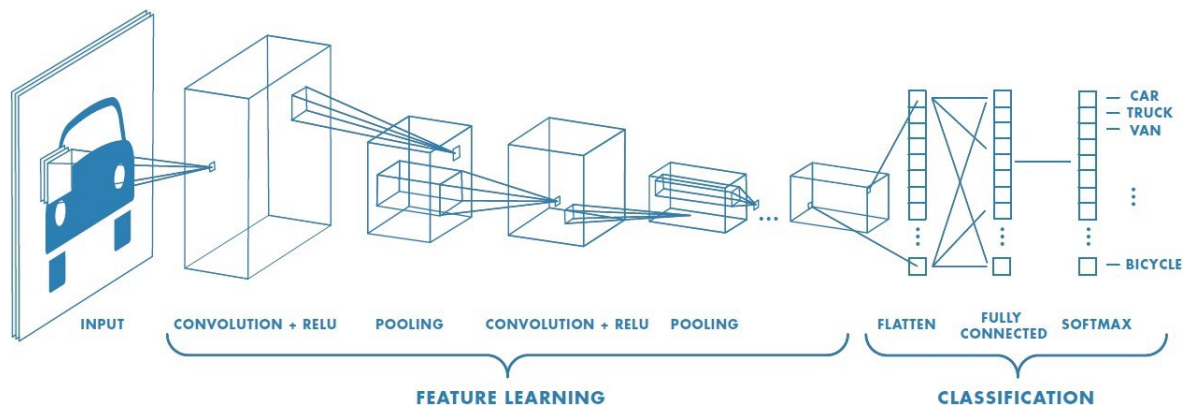 CAR
TRUCK
VAN
BICYCLE
INPUT
CONVOLUTION + RELU
POOLING
CONVOLUTION + RELU
POOLING
FLATTEN
FULLY
CONNECTED
SOFTMAX
FEATURE LEARNING
CLASSIFICATION